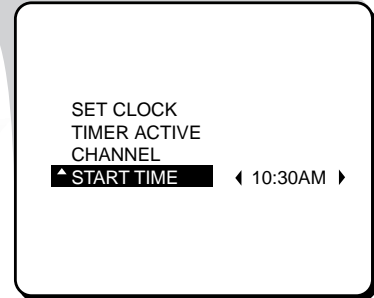 SET CLOCK
TIMER ACTIVE
CHANNEL
START TIME 10:30AM